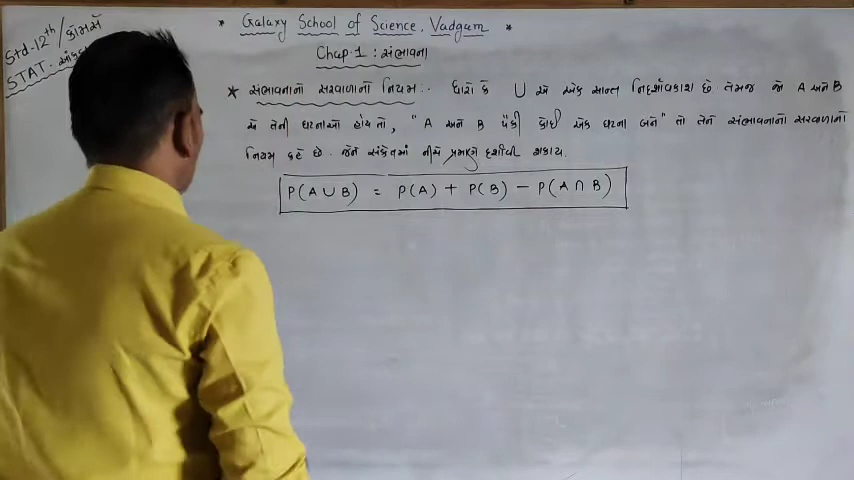 * Galaxy School of Science, Vadgam *
Std-12th / કોમર્સ
STAT.
Chap.1 : સંભાવના
* સંભાવનાનો સરવાળાનો નિયમ :- ધારો કે U એ એક સાન્ત નિદર્શાવકાશ છે તેમજ જો A અને B
એ તેની ઘટનાઓ હોય તો, "A અને B પૈકી કોઈ એક ઘટના બને" તો તેને સંભાવનાનો સરવાળાનો
નિયમ કહે છે. જેને સંકેતમાં નીચે પ્રમાણે દર્શાવી શકાય.
P(A ∪ B) = P(A) + P(B) - P(A ∩ B)